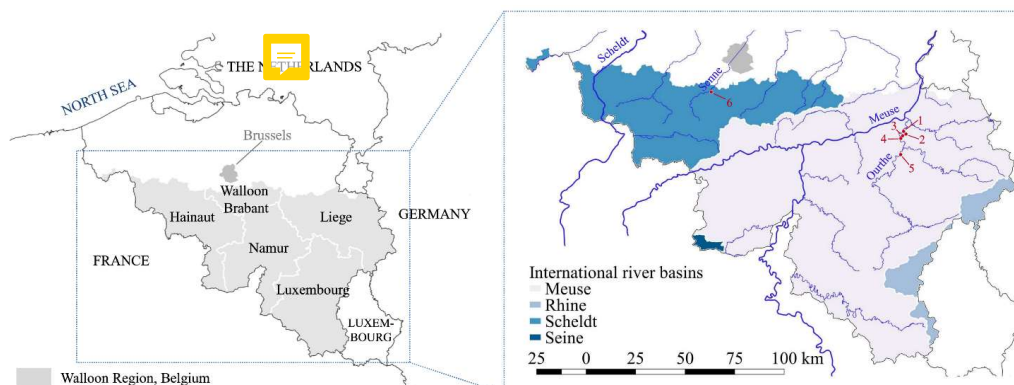 THE NETHERLANDS
NORTH SEA
Brussels
Walloon
Brabant
Hainaut
Liege
GERMANY
Namur
FRANCE
Luxembourg
LUXEM-
BOURG
Walloon Region, Belgium
Scheldt
Senne
6
Meuse
3
1
4
2
Ourthe
5
International river basins
Meuse
Rhine
Scheldt
Seine
25 0 25 50 75 100 km